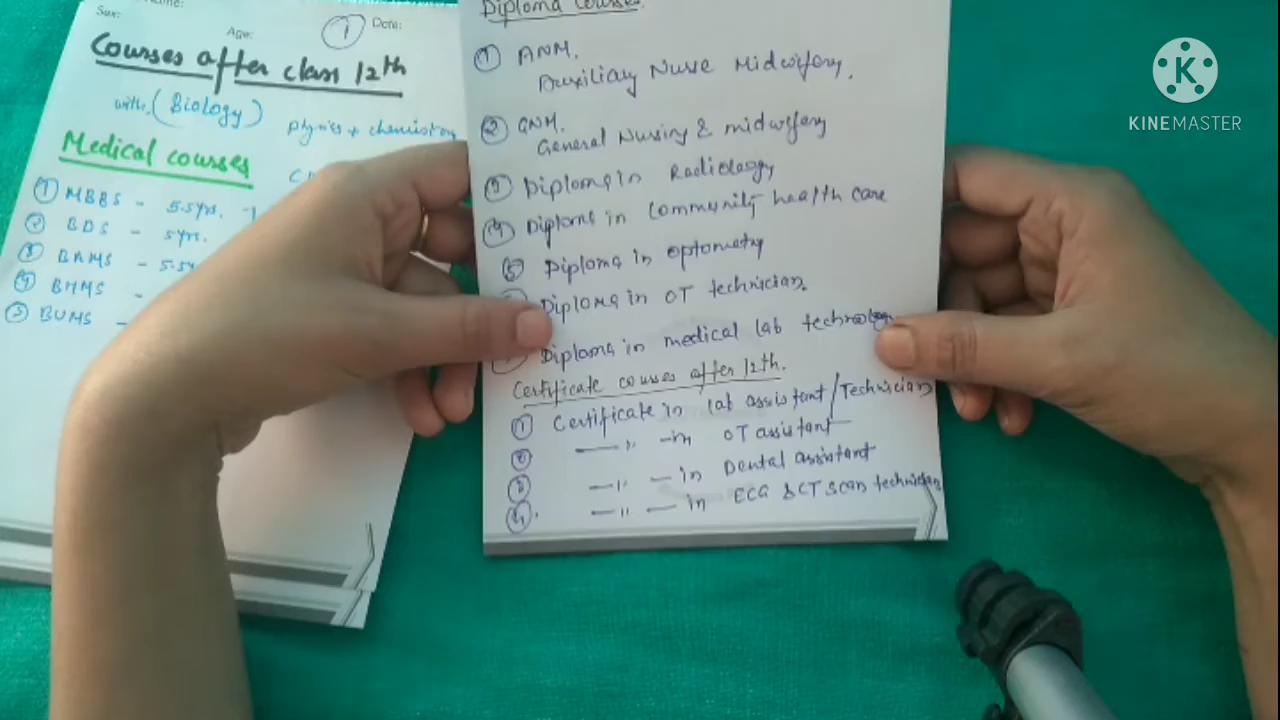 Sex:
Age:
Date:
1
Courses after class 12th
with (Biology)
physics + chemistry
Medical courses
1 MBBS - 5.5yrs.
2 BDS - 5yrs.
3 BAMS - 5.5y
4 BHMS -
5 BUMS -
Diploma courses.
1 ANM.
Auxiliary Nurse Midwifery.
2 GNM.
General Nursing & midwifery
3 Diploma in Radiology
4 Diploma in Community health care
5 Diploma in optometry
Diploma in OT technician.
Diploma in medical lab technology
Certificate courses after 12th.
1 Certificate in lab assistant/Technician
2 —〃 —in OT assistant
3 —〃 — in Dental assistant
4. —〃 — in ECG & CT Scan technician
KINEMASTER